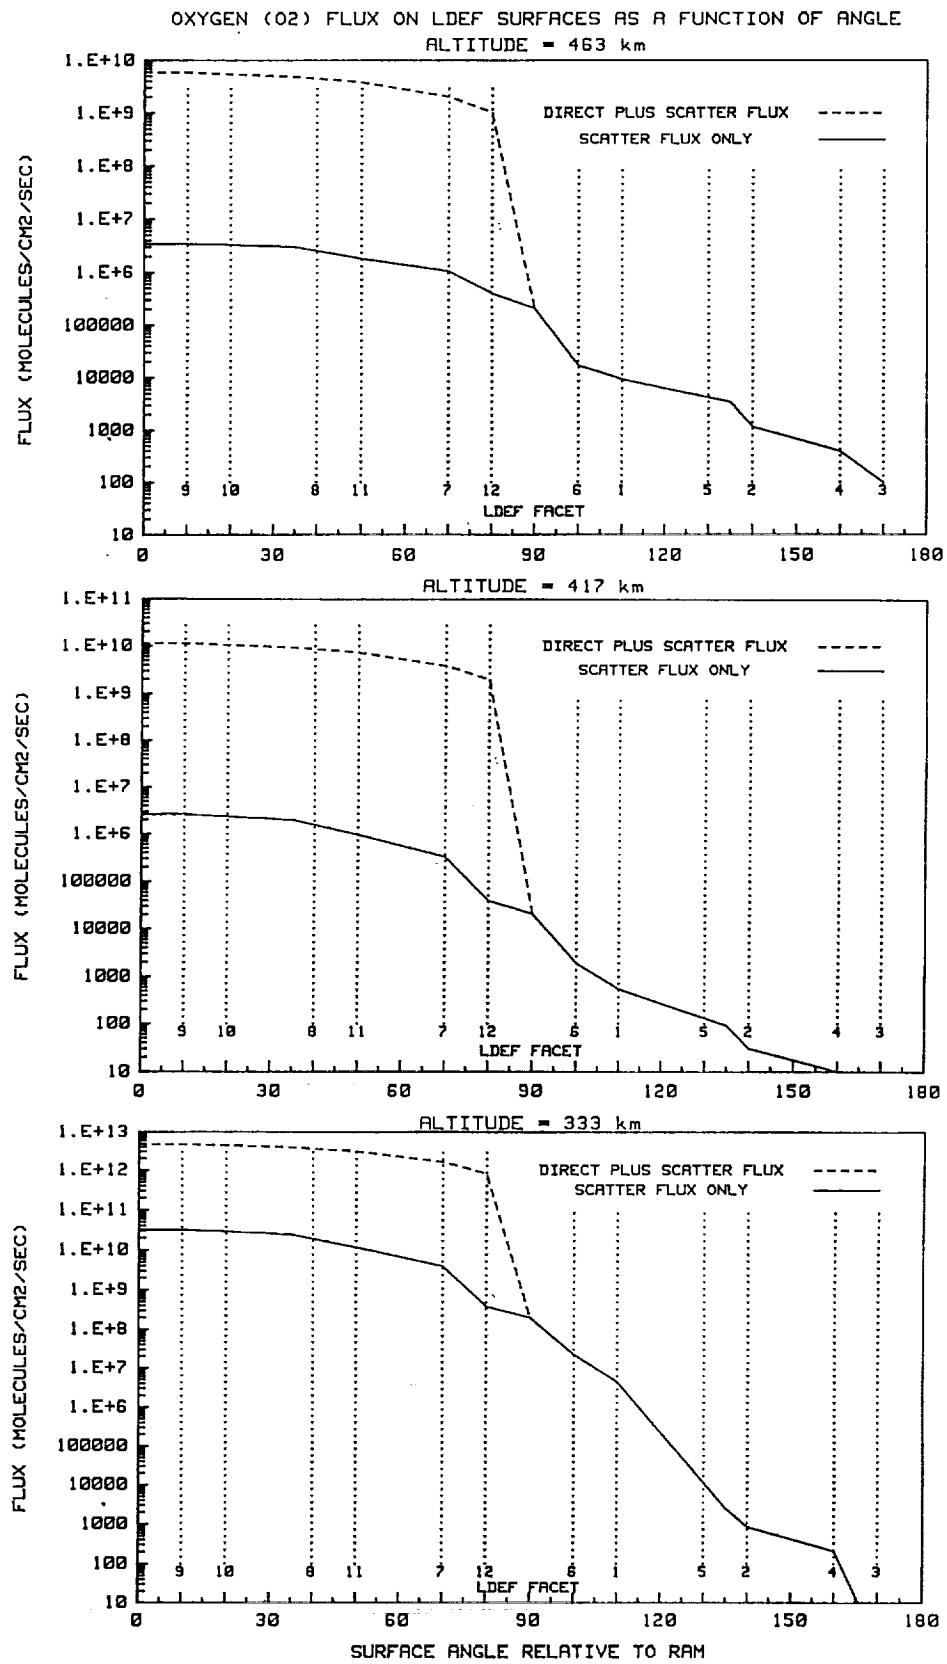 OXYGEN (O2) FLUX ON LDEF SURFACES AS A FUNCTION OF ANGLE
ALTITUDE = 463 km
FLUX (MOLECULES/CM2/SEC)
1.E+10
1.E+9
1.E+8
1.E+7
1.E+6
100000
10000
1000
100
10
DIRECT PLUS SCATTER FLUX
SCATTER FLUX ONLY
9 10 8 11 7 12 6 1 5 2 4 3
LDEF FACET
0 30 60 90 120 150 180
ALTITUDE = 417 km
FLUX (MOLECULES/CM2/SEC)
1.E+11
1.E+10
1.E+9
1.E+8
1.E+7
1.E+6
100000
10000
1000
100
10
DIRECT PLUS SCATTER FLUX
SCATTER FLUX ONLY
9 10 8 11 7 12 6 1 5 2 4 3
LDEF FACET
0 30 60 90 120 150 180
ALTITUDE = 333 km
FLUX (MOLECULES/CM2/SEC)
1.E+13
1.E+12
1.E+11
1.E+10
1.E+9
1.E+8
1.E+7
1.E+6
100000
10000
1000
100
10
DIRECT PLUS SCATTER FLUX
SCATTER FLUX ONLY
9 10 8 11 7 12 6 1 5 2 4 3
LDEF FACET
0 30 60 90 120 150 180
SURFACE ANGLE RELATIVE TO RAM